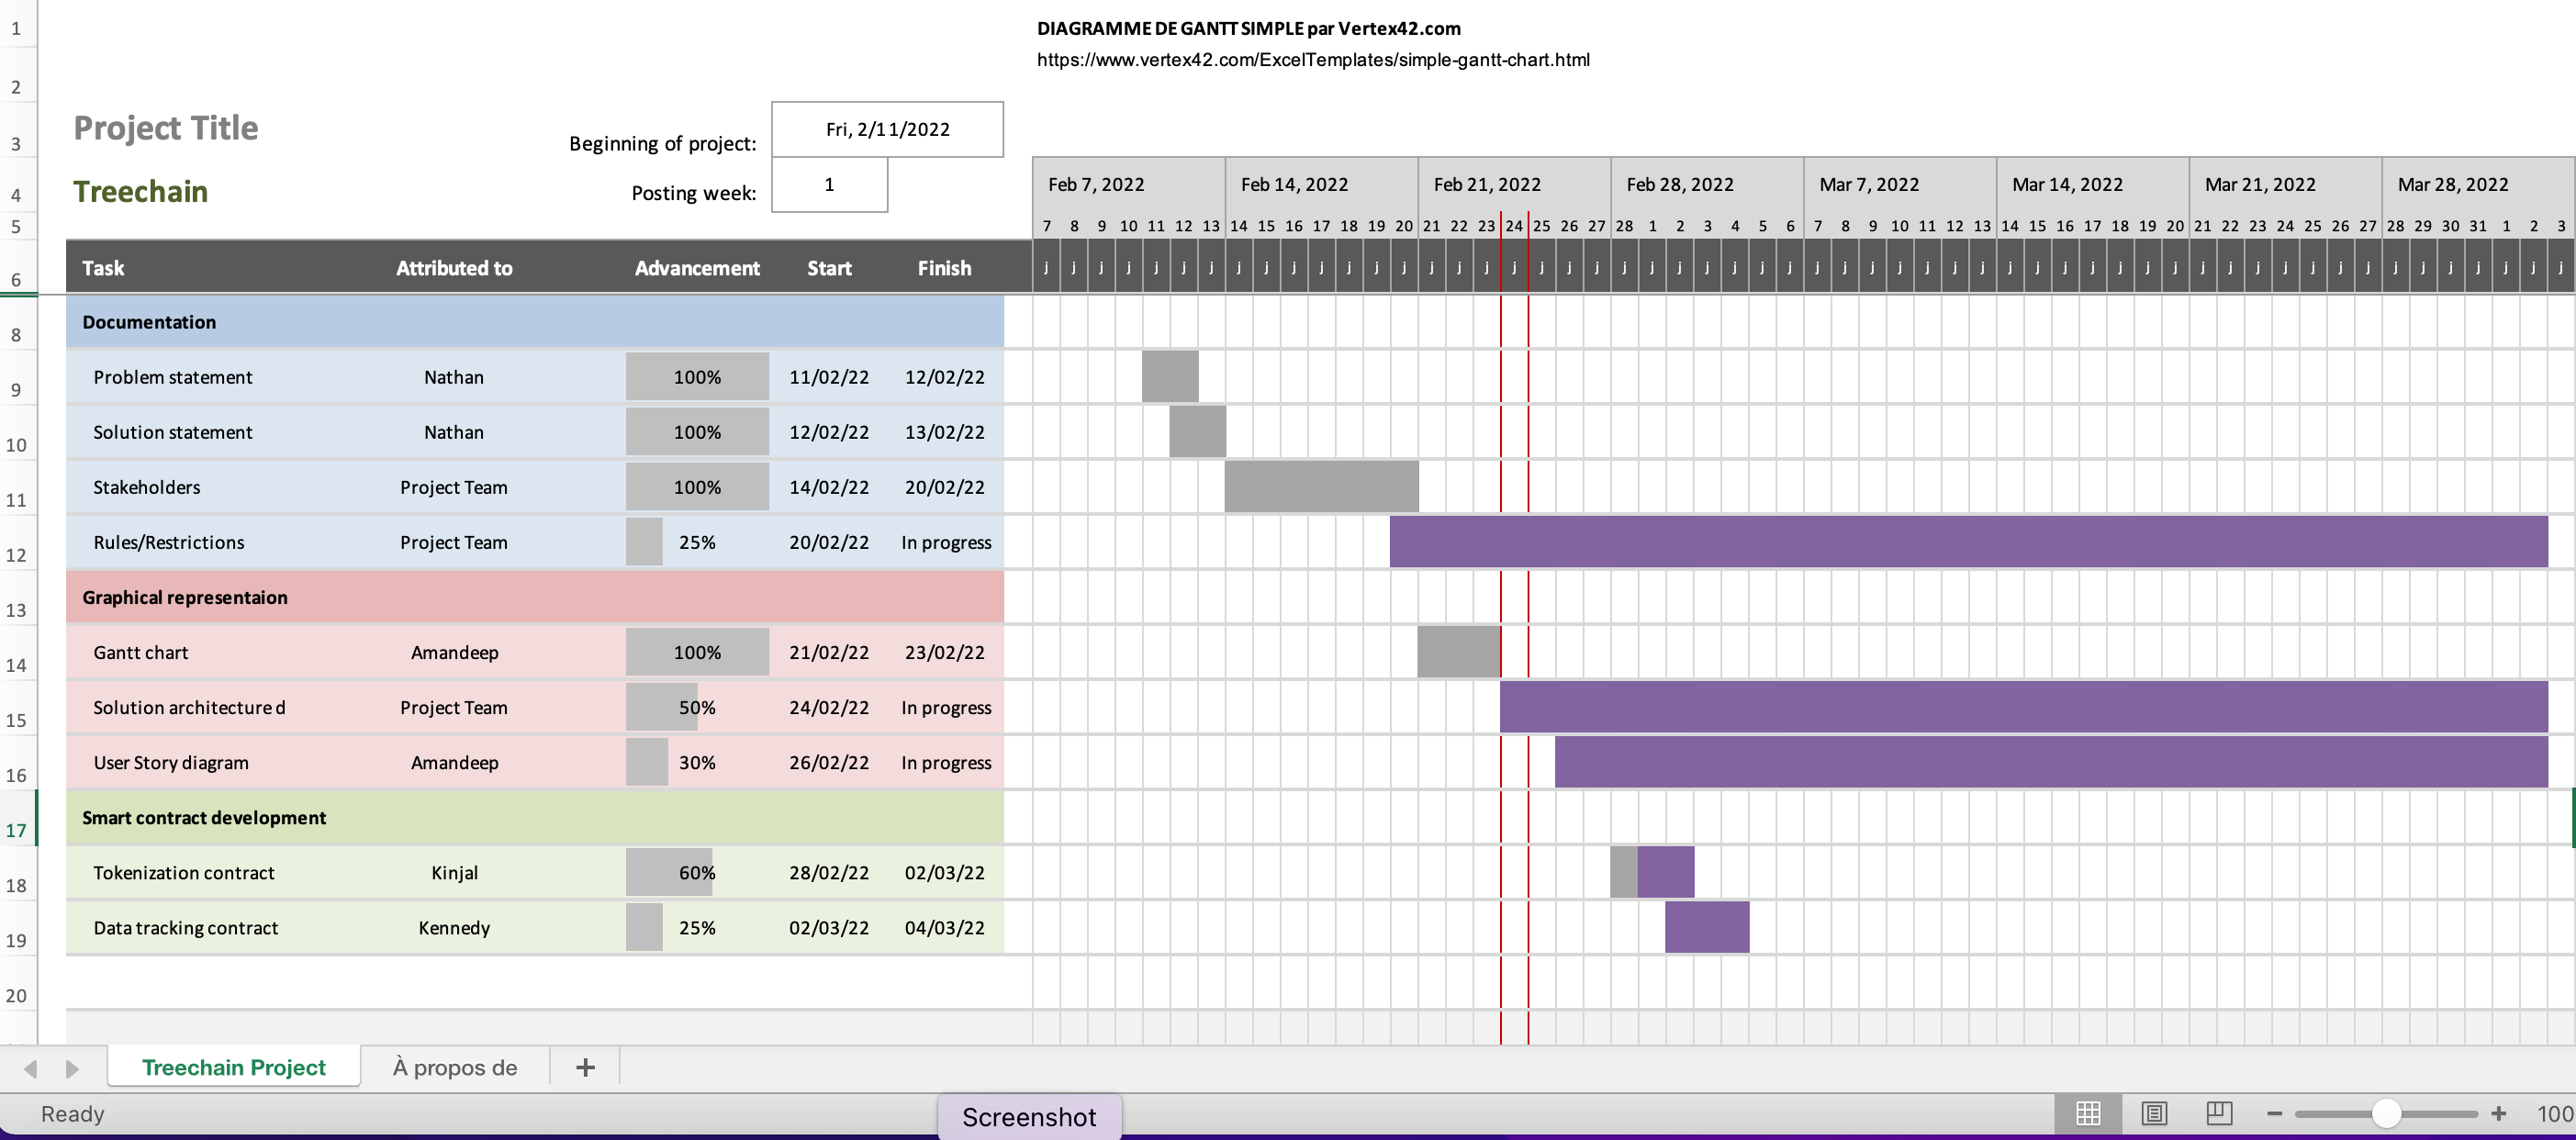 1
DIAGRAMME DE GANTT SIMPLE par Vertex42.com
https://www.vertex42.com/ExcelTemplates/simple-gantt-chart.html
2
Project Title
Beginning of project: Fri, 2/11/2022
3
Treechain
Posting week: 1
4
Feb 7, 2022 Feb 14, 2022 Feb 21, 2022 Feb 28, 2022 Mar 7, 2022 Mar 14, 2022 Mar 21, 2022 Mar 28, 2022
5
7 8 9 10 11 12 13 14 15 16 17 18 19 20 21 22 23 24 25 26 27 28 1 2 3 4 5 6 7 8 9 10 11 12 13 14 15 16 17 18 19 20 21 22 23 24 25 26 27 28 29 30 31 1 2 3
6
Task Attributed to Advancement Start Finish j j j j j j j j j j j j j j j j j j j j j j j j j j j j j j j j j j j j j j j j j j j j j j j j j j j j j j j j
8 Documentation
9 Problem statement Nathan 100% 11/02/22 12/02/22
10 Solution statement Nathan 100% 12/02/22 13/02/22
11 Stakeholders Project Team 100% 14/02/22 20/02/22
12 Rules/Restrictions Project Team 25% 20/02/22 In progress
13 Graphical representaion
14 Gantt chart Amandeep 100% 21/02/22 23/02/22
15 Solution architecture d Project Team 50% 24/02/22 In progress
16 User Story diagram Amandeep 30% 26/02/22 In progress
17 Smart contract development
18 Tokenization contract Kinjal 60% 28/02/22 02/03/22
19 Data tracking contract Kennedy 25% 02/03/22 04/03/22
20
Treechain Project À propos de +
Ready
Screenshot
100